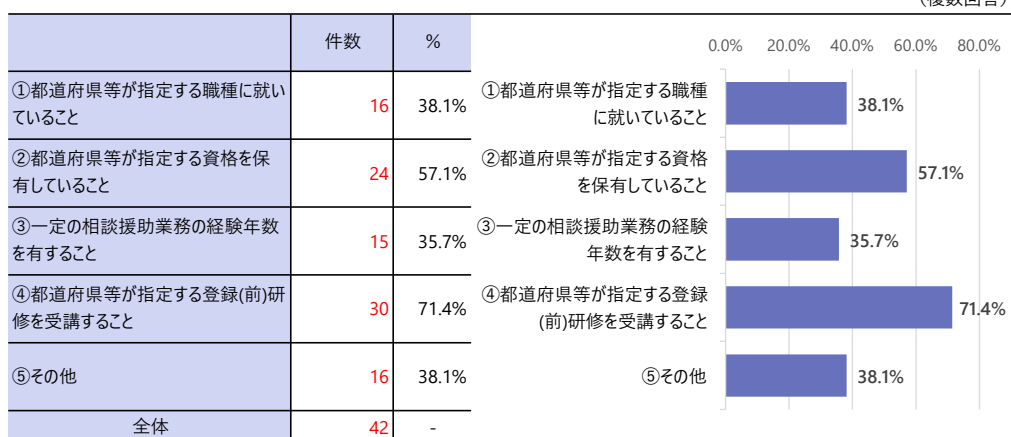 (複数回答)
件数 %
①都道府県等が指定する職種に就い
ていること
16 38.1%
②都道府県等が指定する資格を保
有していること
24 57.1%
③一定の相談援助業務の経験年数
を有すること
15 35.7%
④都道府県等が指定する登録(前)研
修を受講すること
30 71.4%
⑤その他 16 38.1%
全体 42 -
0.0% 20.0% 40.0% 60.0% 80.0%
①都道府県等が指定する職種
に就いていること
38.1%
②都道府県等が指定する資格
を保有していること
57.1%
③一定の相談援助業務の経験
年数を有すること
35.7%
④都道府県等が指定する登録
(前)研修を受講すること
71.4%
⑤その他
38.1%